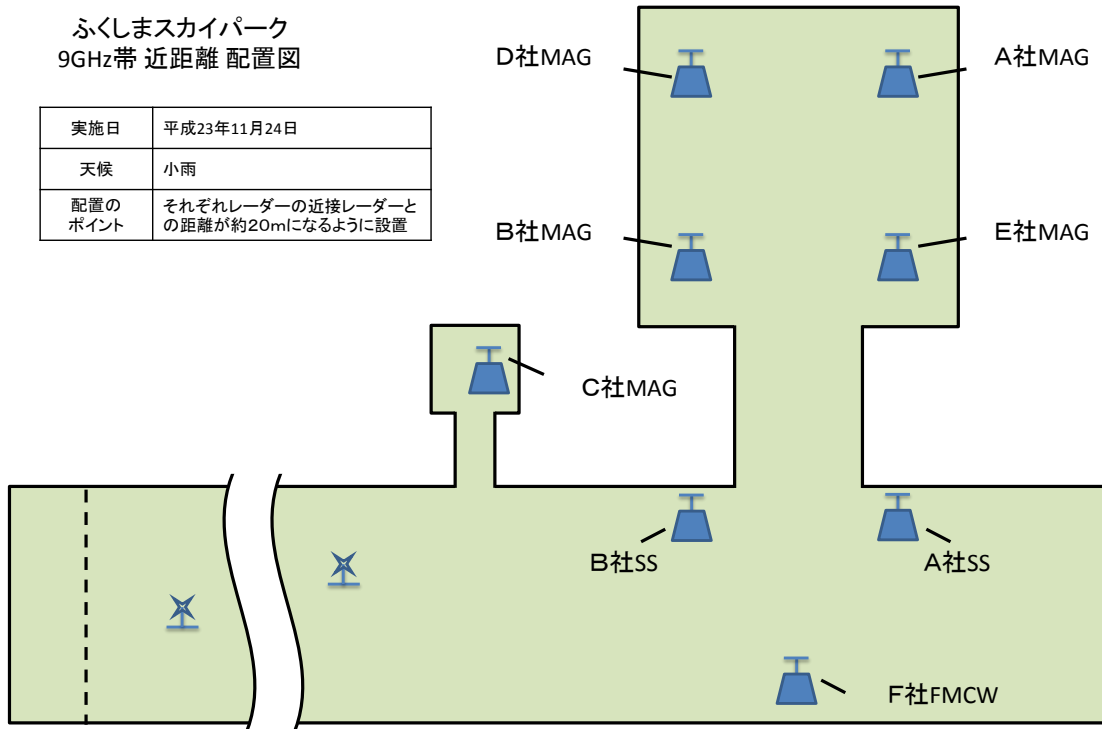 ふくしまスカイパーク
9GHz帯 近距離 配置図
実施日
平成23年11月24日
天候
小雨
配置の
ポイント
それぞれレーダーの近接レーダーと
の距離が約20mになるように設置
D社MAG
A社MAG
B社MAG
E社MAG
C社MAG
B社SS
A社SS
F社FMCW